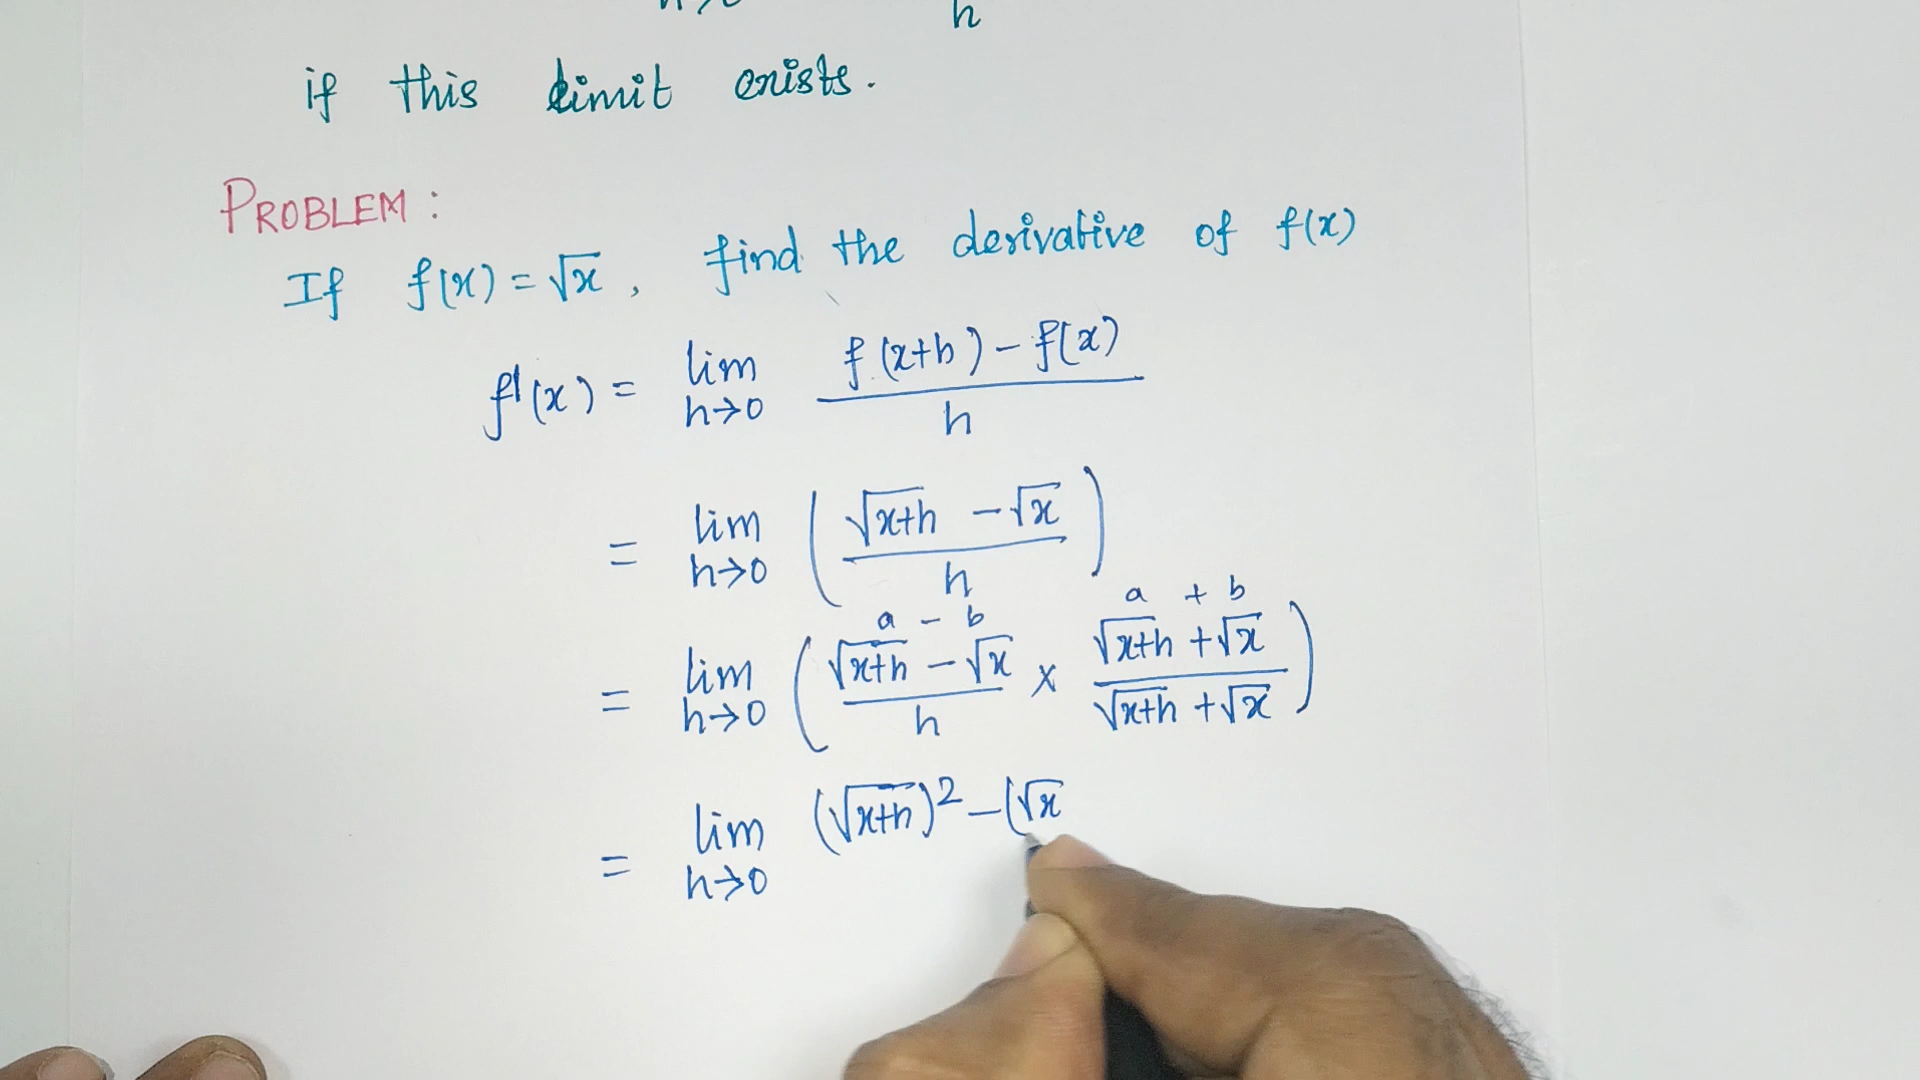 h
if this limit exists.
PROBLEM :
If f(x) = √x , find the derivative of f(x)
f'(x) = lim h→0 f(x+h) - f(x) / h
= lim h→0 ( √x+h - √x / h )
a - b a + b
= lim h→0 ( √x+h - √x / h × √x+h + √x / √x+h + √x )
= lim h→0 (√x+h)² - (√x